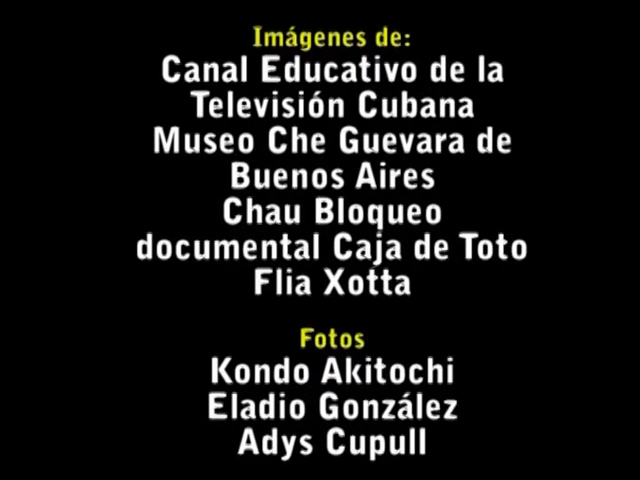 Imágenes de:
Canal Educativo de la
Televisión Cubana
Museo Che Guevara de
Buenos Aires
Chau Bloqueo
documental Caja de Toto
Flia Xotta
Fotos
Kondo Akitochi
Eladio González
Adys Cupull